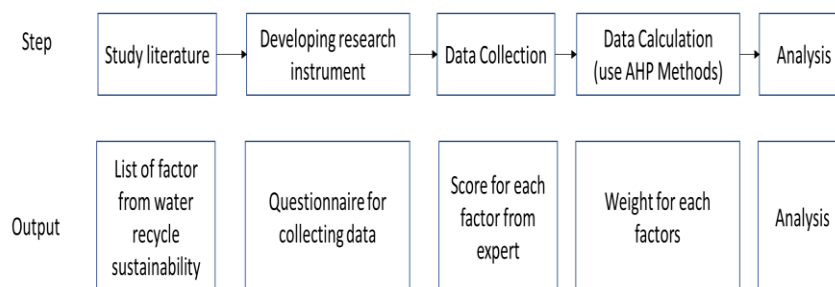 Step
Study literature
Developing research
instrument
Data Collection
Data Calculation
(use AHP Methods)
Analysis
Output
List of factor
from water
recycle
sustainability
Questionnaire for
collecting data
Score for each
factor from
expert
Weight for each
factors
Analysis